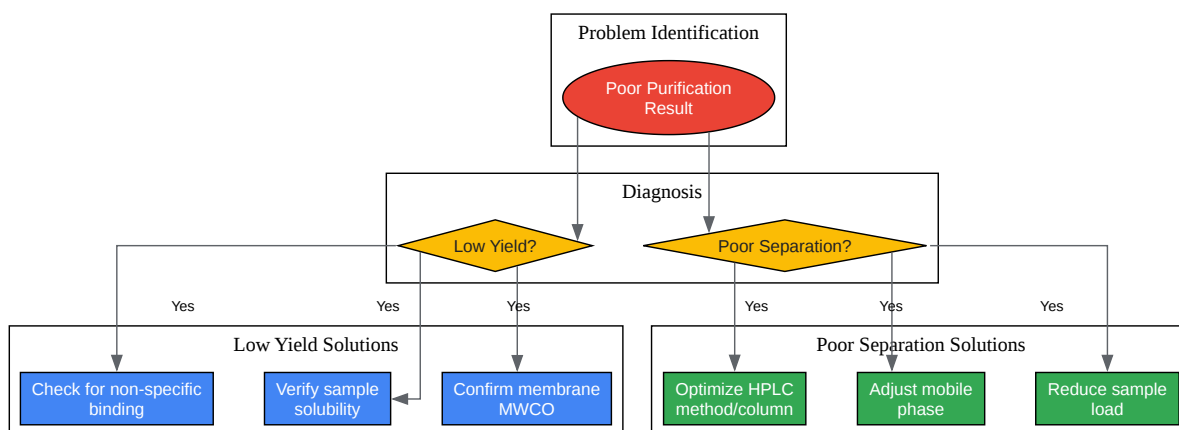 Problem Identification
Poor Purification
Result
Diagnosis
Low Yield?
Poor Separation?
Yes
Yes
Yes
Yes
Yes
Yes
Low Yield Solutions
Poor Separation Solutions
Check for non-specific
binding
Verify sample
solubility
Confirm membrane
MWCO
Optimize HPLC
method/column
Adjust mobile
phase
Reduce sample
load